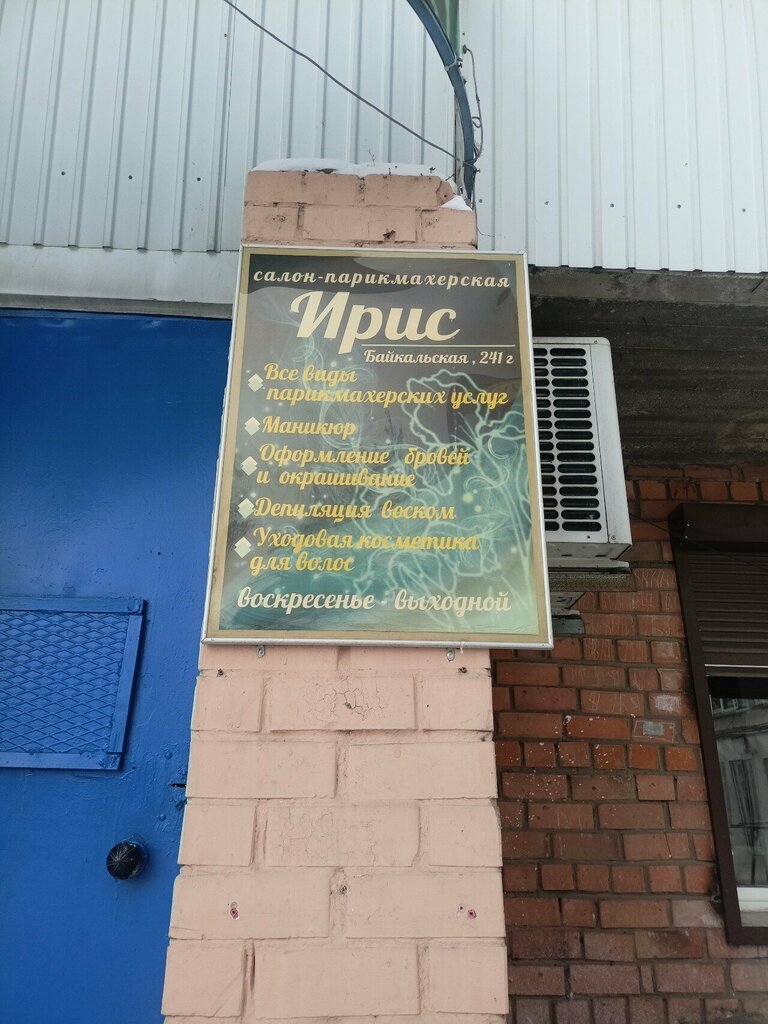 салон-парикмахерская
Ирис
Байкальская, 241 г
Все виды
парикмахерских услуг
Маникюр
Оформление бровей
и окрашивание
Депуляция воском
Уходовая косметика
для волос
воскресенье - выходной